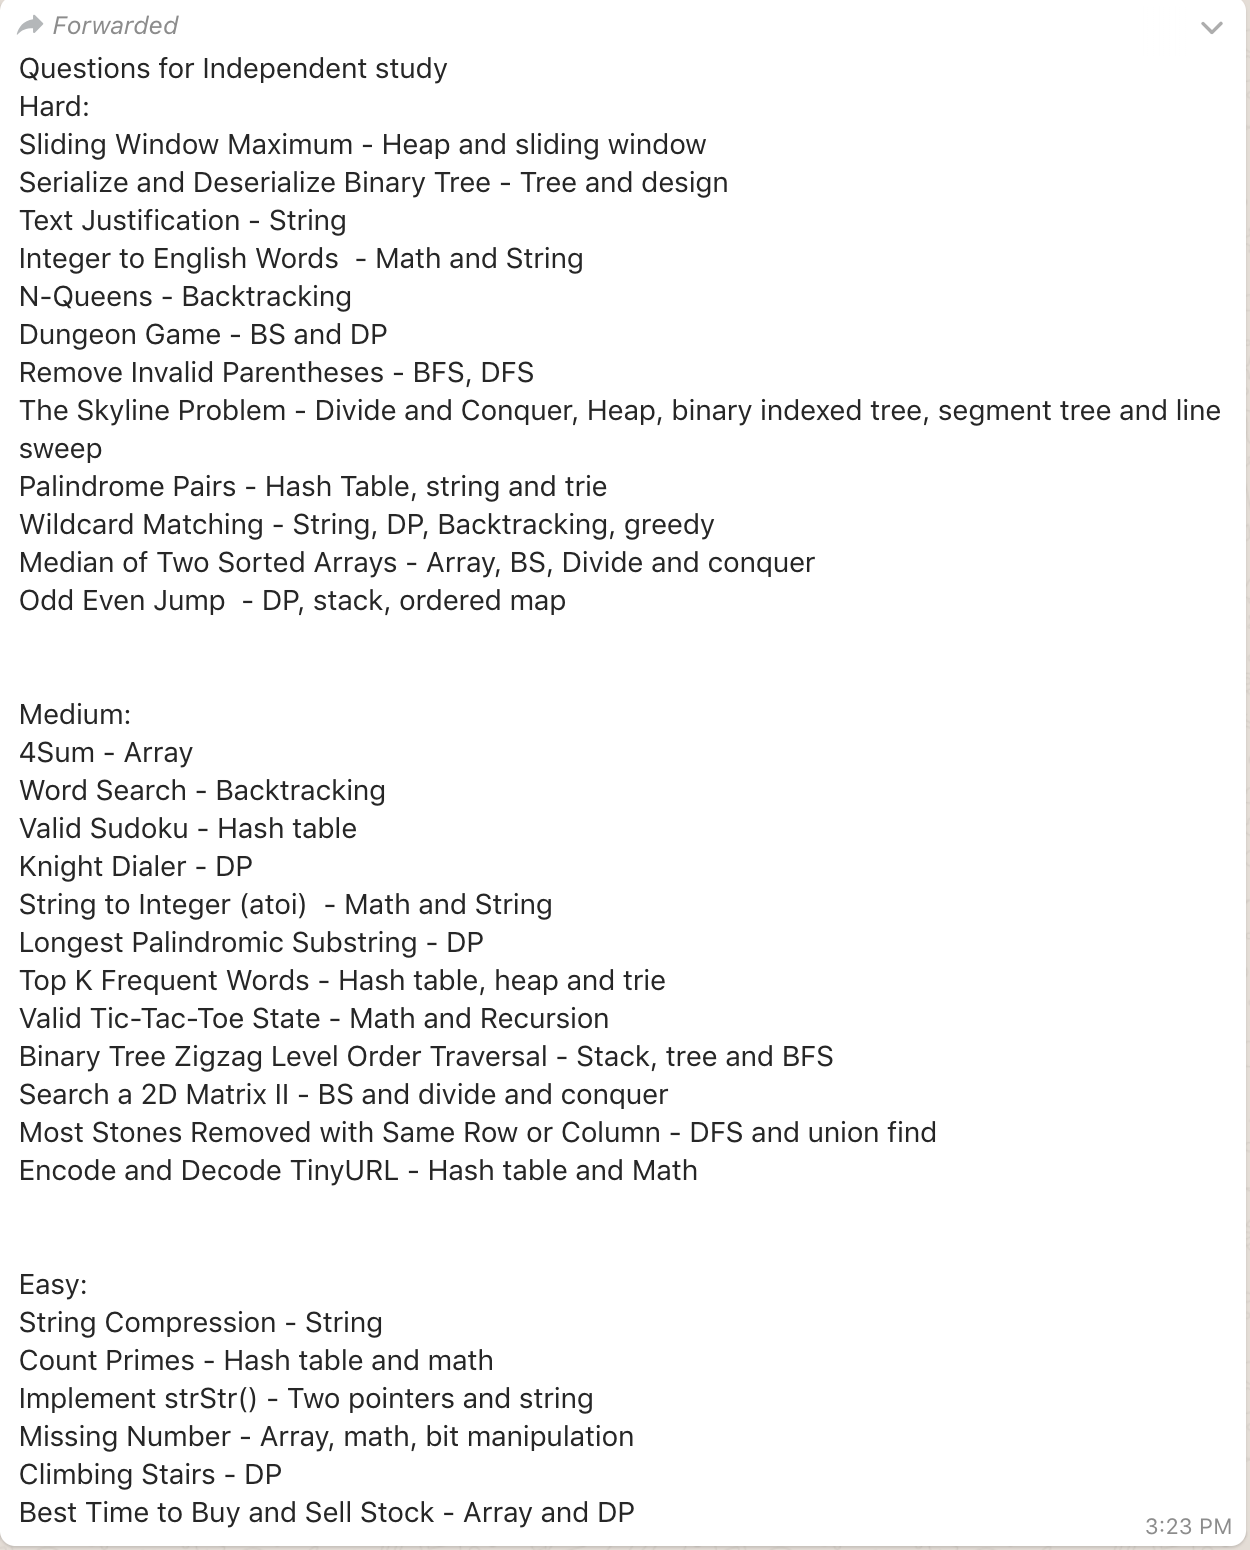 Forwarded
Questions for Independent study
Hard:
Sliding Window Maximum - Heap and sliding window
Serialize and Deserialize Binary Tree - Tree and design
Text Justification - String
Integer to English Words  - Math and String
N-Queens - Backtracking
Dungeon Game - BS and DP
Remove Invalid Parentheses - BFS, DFS
The Skyline Problem - Divide and Conquer, Heap, binary indexed tree, segment tree and line
sweep
Palindrome Pairs - Hash Table, string and trie
Wildcard Matching - String, DP, Backtracking, greedy
Median of Two Sorted Arrays - Array, BS, Divide and conquer
Odd Even Jump  - DP, stack, ordered map
Medium:
4Sum - Array
Word Search - Backtracking
Valid Sudoku - Hash table
Knight Dialer - DP
String to Integer (atoi)  - Math and String
Longest Palindromic Substring - DP
Top K Frequent Words - Hash table, heap and trie
Valid Tic-Tac-Toe State - Math and Recursion
Binary Tree Zigzag Level Order Traversal - Stack, tree and BFS
Search a 2D Matrix II - BS and divide and conquer
Most Stones Removed with Same Row or Column - DFS and union find
Encode and Decode TinyURL - Hash table and Math
Easy:
String Compression - String
Count Primes - Hash table and math
Implement strStr() - Two pointers and string
Missing Number - Array, math, bit manipulation
Climbing Stairs - DP
Best Time to Buy and Sell Stock - Array and DP
3:23 PM